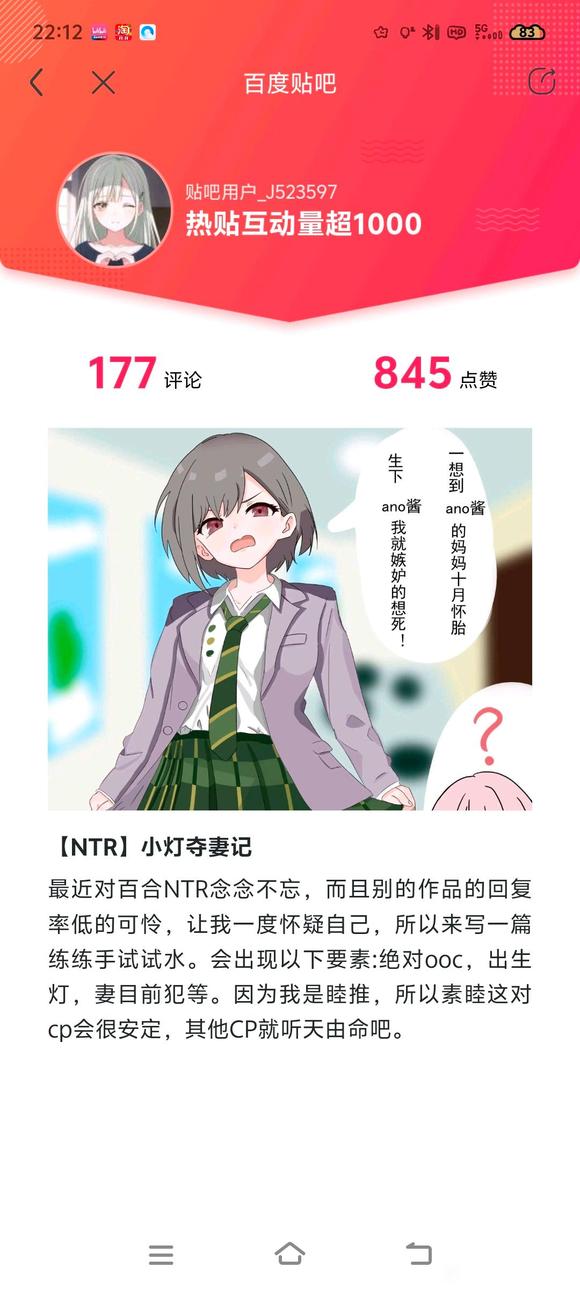 22:12
HD
5G
83
百度贴吧
贴吧用户_J523597
热贴互动量超1000
177 评论
845 点赞
一想到
ano酱
的妈妈十月怀胎
生下
ano酱
我就嫉妒的想死！
?
【NTR】小灯夺妻记
最近对百合NTR念念不忘，而且别的作品的回复
率低的可怜，让我一度怀疑自己，所以来写一篇
练练手试试水。会出现以下要素:绝对ooc，出生
灯，妻目前犯等。因为我是睦推，所以素睦这对
cp会很安定，其他CP就听天由命吧。